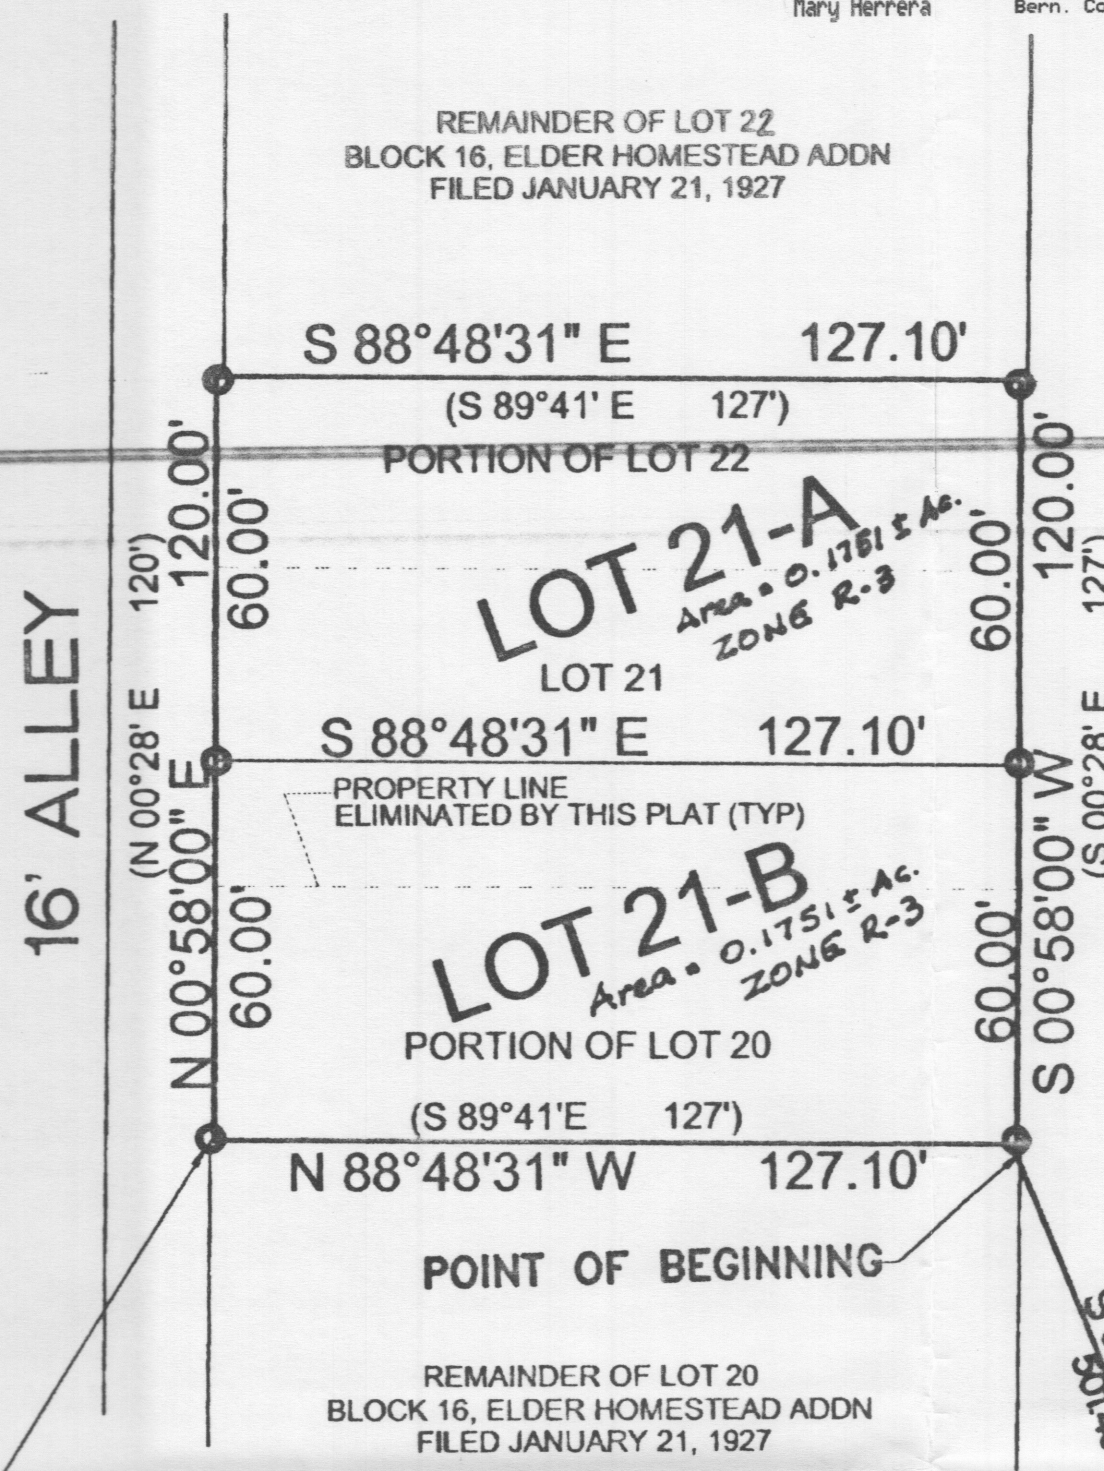 Mary Herrera Bern. Co
REMAINDER OF LOT 22
BLOCK 16, ELDER HOMESTEAD ADDN
FILED JANUARY 21, 1927
S 88°48'31" E 127.10'
(S 89°41' E 127')
PORTION OF LOT 22
120.00'
60.00'
LOT 21-A
Area = 0.1751 ± Ac.
ZONE R-3
60.00'
120.00'
LOT 21
16' ALLEY
(N 00°28' E 120')
N 00°58'00" E
S 88°48'31" E 127.10'
PROPERTY LINE
ELIMINATED BY THIS PLAT (TYP)
S 00°58'00" W
(S 00°28' E 127')
60.00'
LOT 21-B
Area = 0.1751 ± Ac.
ZONE R-3
60.00'
PORTION OF LOT 20
(S 89°41'E 127')
N 88°48'31" W 127.10'
POINT OF BEGINNING
REMAINDER OF LOT 20
BLOCK 16, ELDER HOMESTEAD ADDN
FILED JANUARY 21, 1927